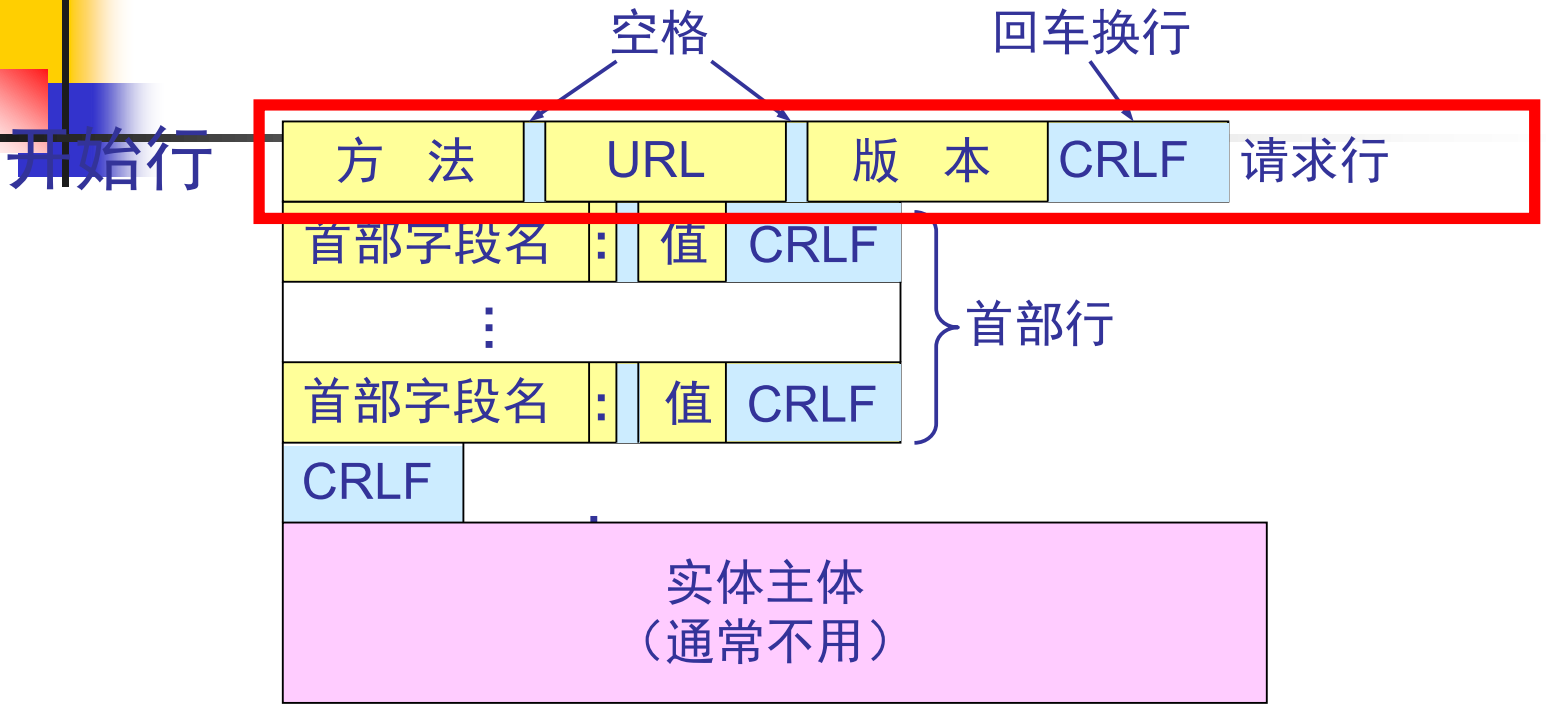 空格 回车换行
开始行 方 法 URL 版 本 CRLF 请求行
首部字段名 : 值 CRLF
⋮
首部行
首部字段名 : 值 CRLF
CRLF
实体主体
（通常不用）